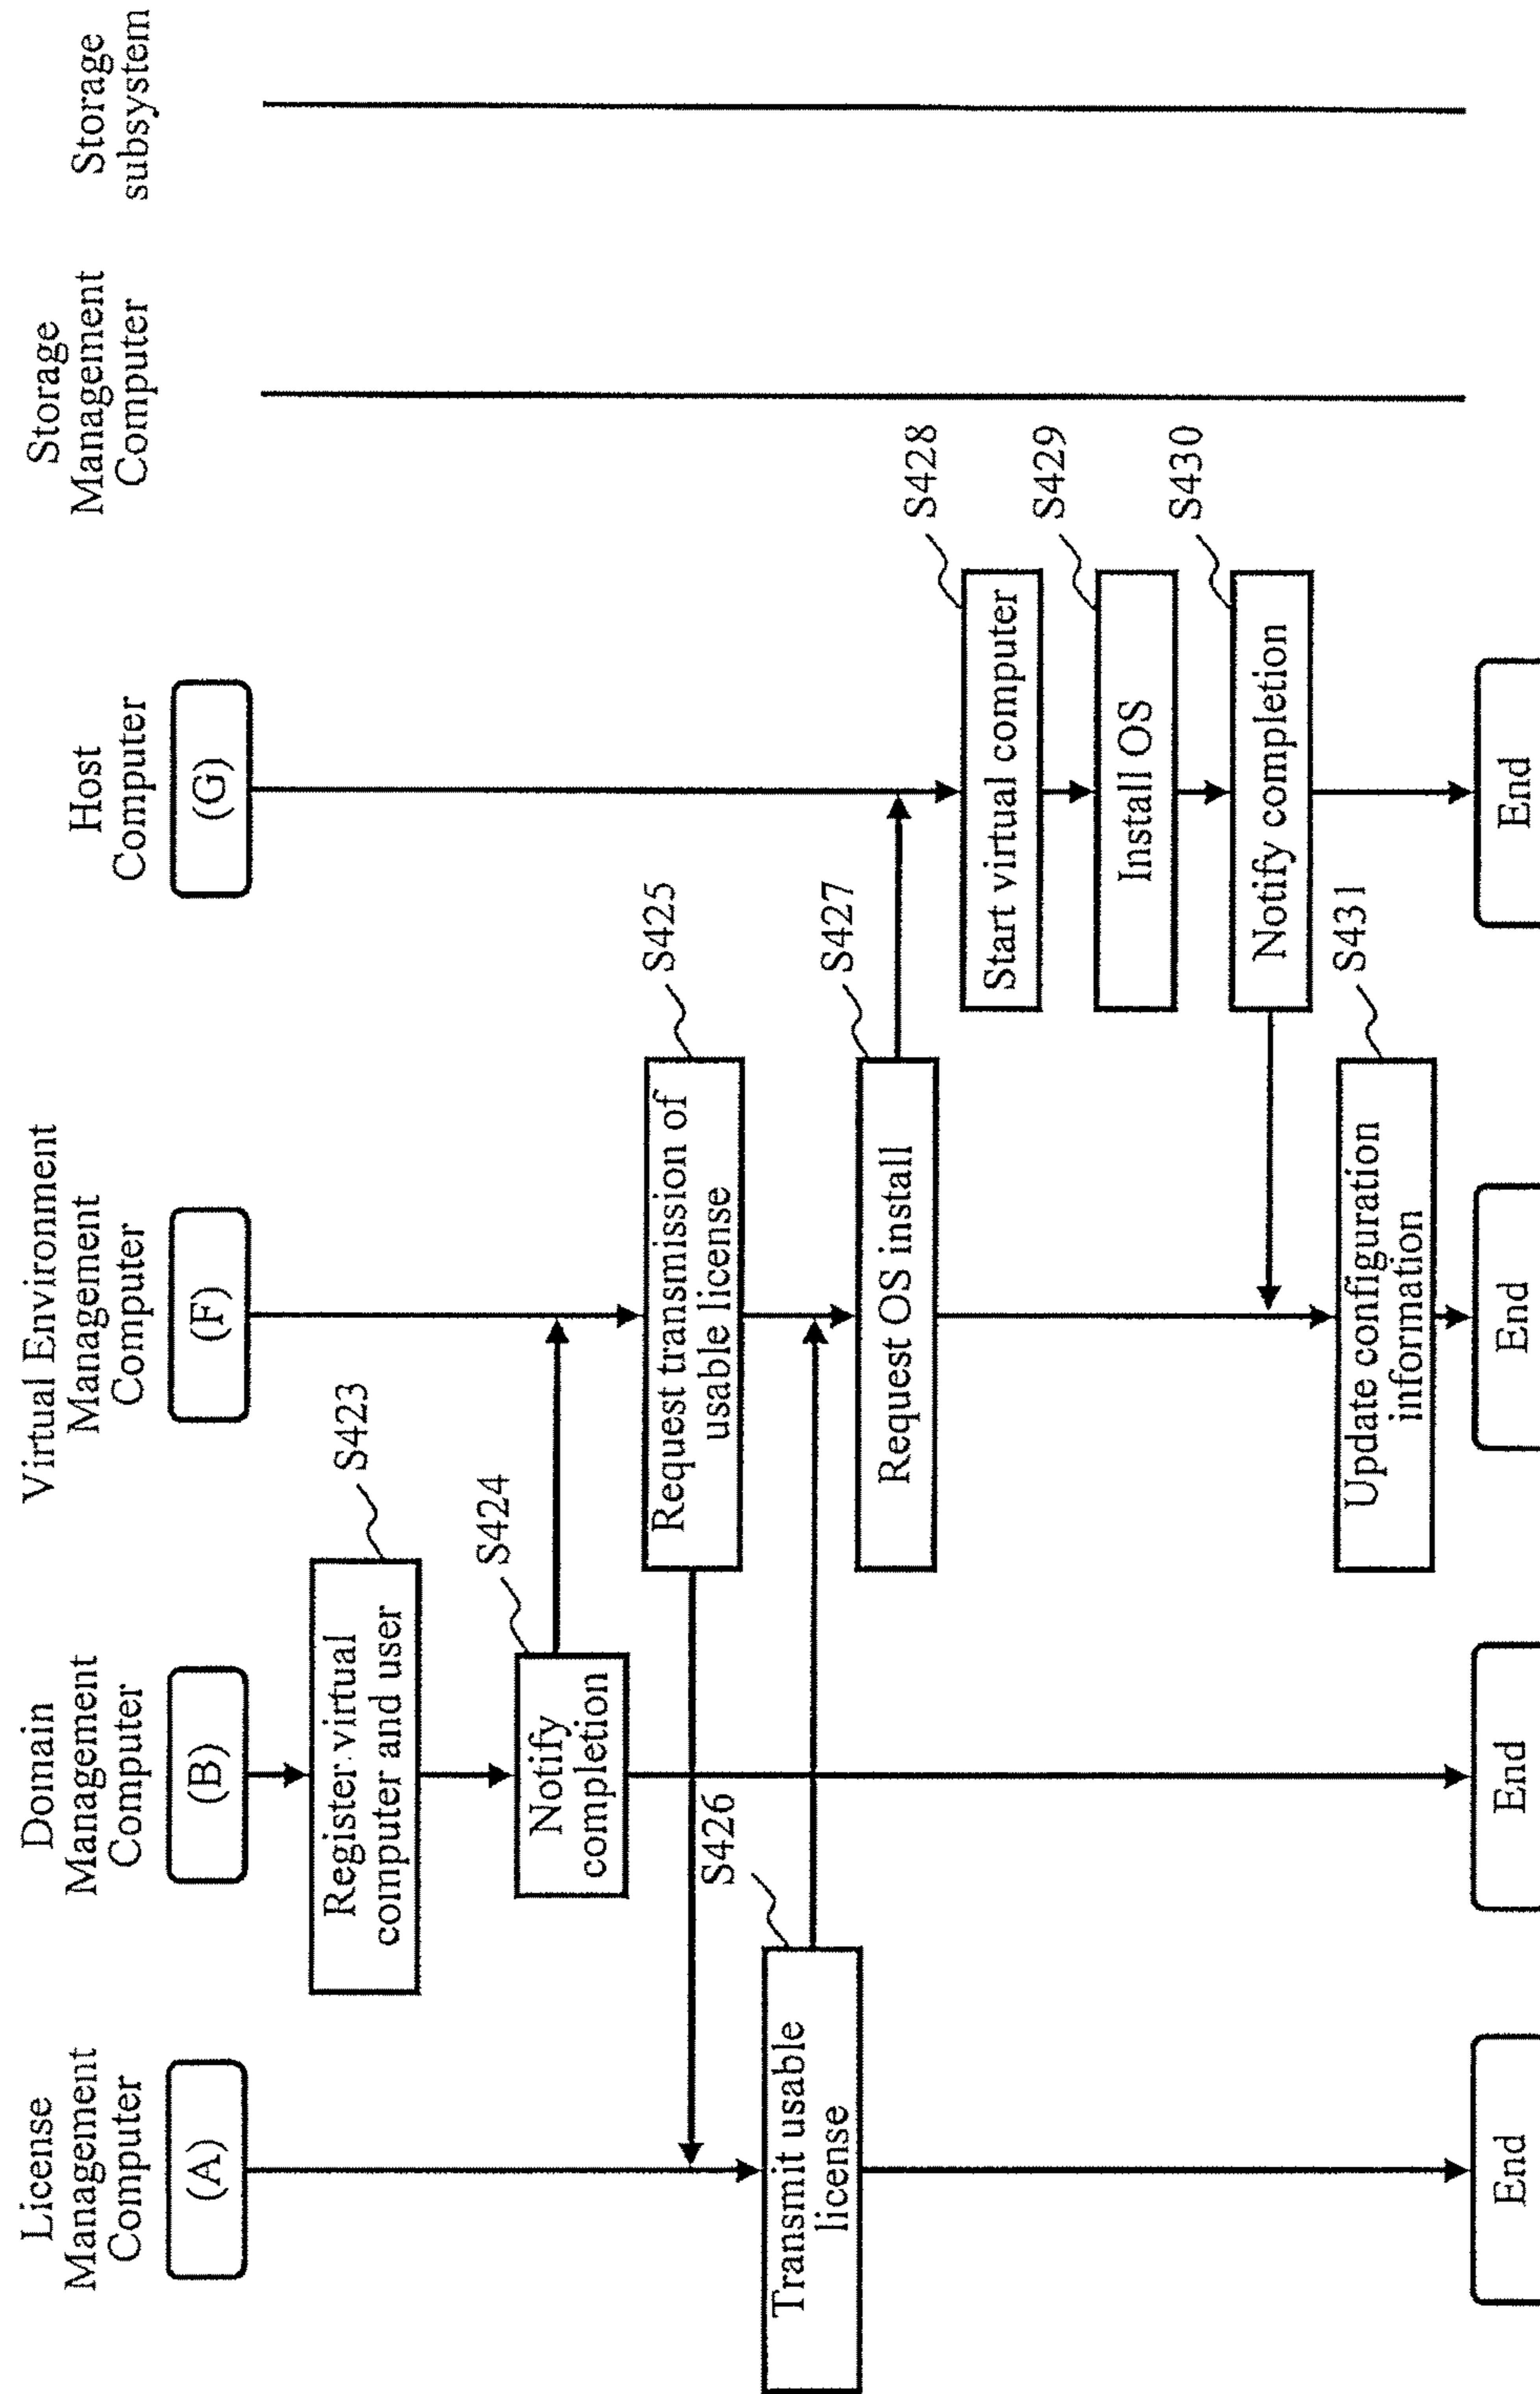 License
Management
Computer
Domain
Management
Computer
Virtual Environment
Management
Computer
Host
Computer
Storage
Management
Computer
Storage
subsystem
(A)
(B)
(F)
(G)
S423
Register virtual
computer and user
S424
Notify
completion
S425
Request transmission of
usable license
S426
Transmit usable
license
S427
Request OS install
S428
Start virtual computer
S429
Install OS
S430
Notify completion
S431
Update configuration
information
End
End
End
End